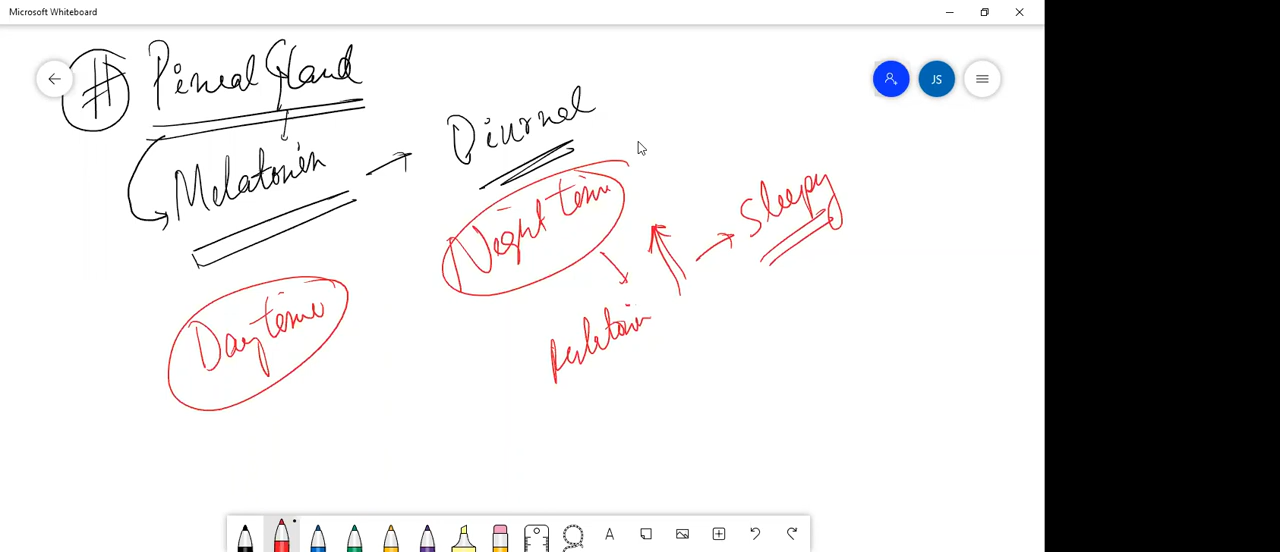 Microsoft Whiteboard
# Pineal Gland
JS
Melatonin → Diurnal
Night time
→ Sleepy
Day time
Melatonin ↑
A